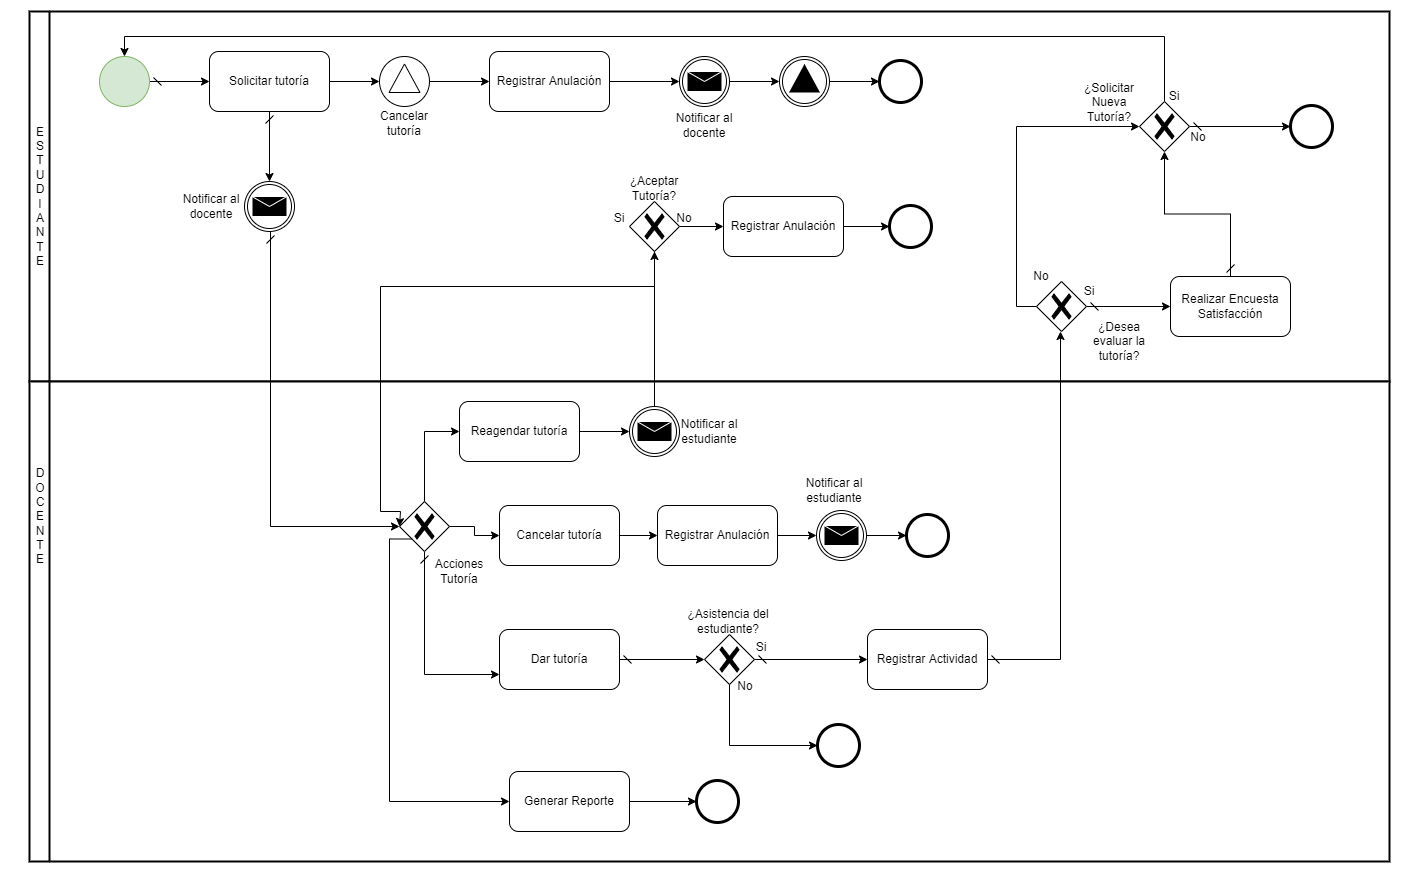 ESTUDIANTE
Solicitar tutoría
Cancelar
tutoría
Registrar Anulación
Notificar al
docente
¿Solicitar
Nueva
Tutoría?
Si
No
Notificar al
docente
¿Aceptar
Tutoría?
Si
No
Registrar Anulación
No
Si
¿Desea
evaluar la
tutoría?
Realizar Encuesta
Satisfacción
DOCENTE
Reagendar tutoría
Notificar al
estudiante
Acciones
Tutoría
Cancelar tutoría
Registrar Anulación
Notificar al
estudiante
Dar tutoría
¿Asistencia del
estudiante?
Si
No
Registrar Actividad
Generar Reporte